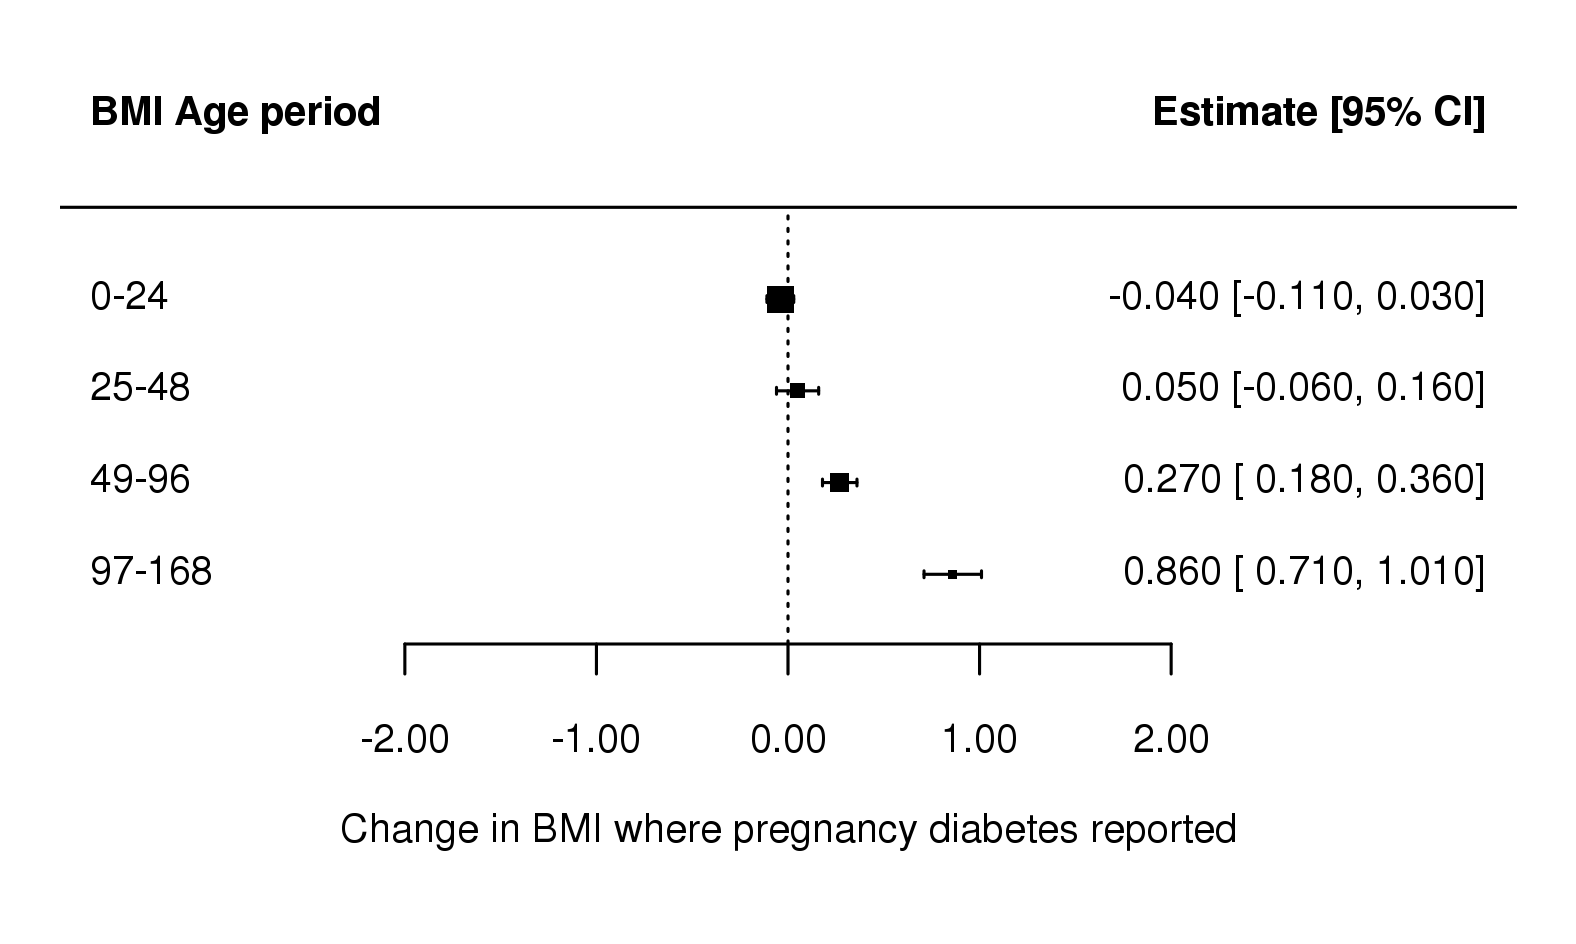 BMI Age period Estimate [95% CI]
0-24 -0.040 [-0.110, 0.030]
25-48 0.050 [-0.060, 0.160]
49-96 0.270 [ 0.180, 0.360]
97-168 0.860 [ 0.710, 1.010]
-2.00 -1.00 0.00 1.00 2.00
Change in BMI where pregnancy diabetes reported